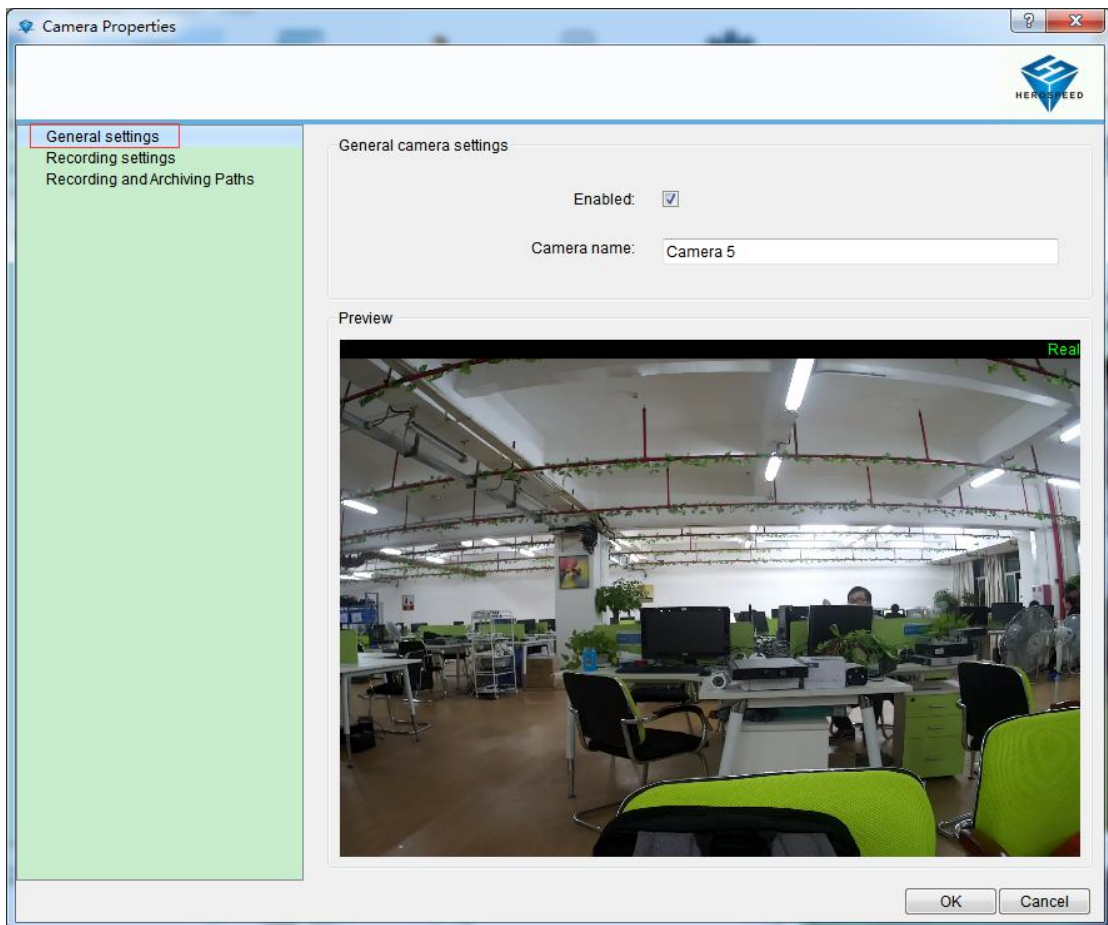 Camera Properties
HEROSPEED
General settings
Recording settings
Recording and Archiving Paths
General camera settings
Enabled:
Camera name:
Camera 5
Preview
Real
OK
Cancel